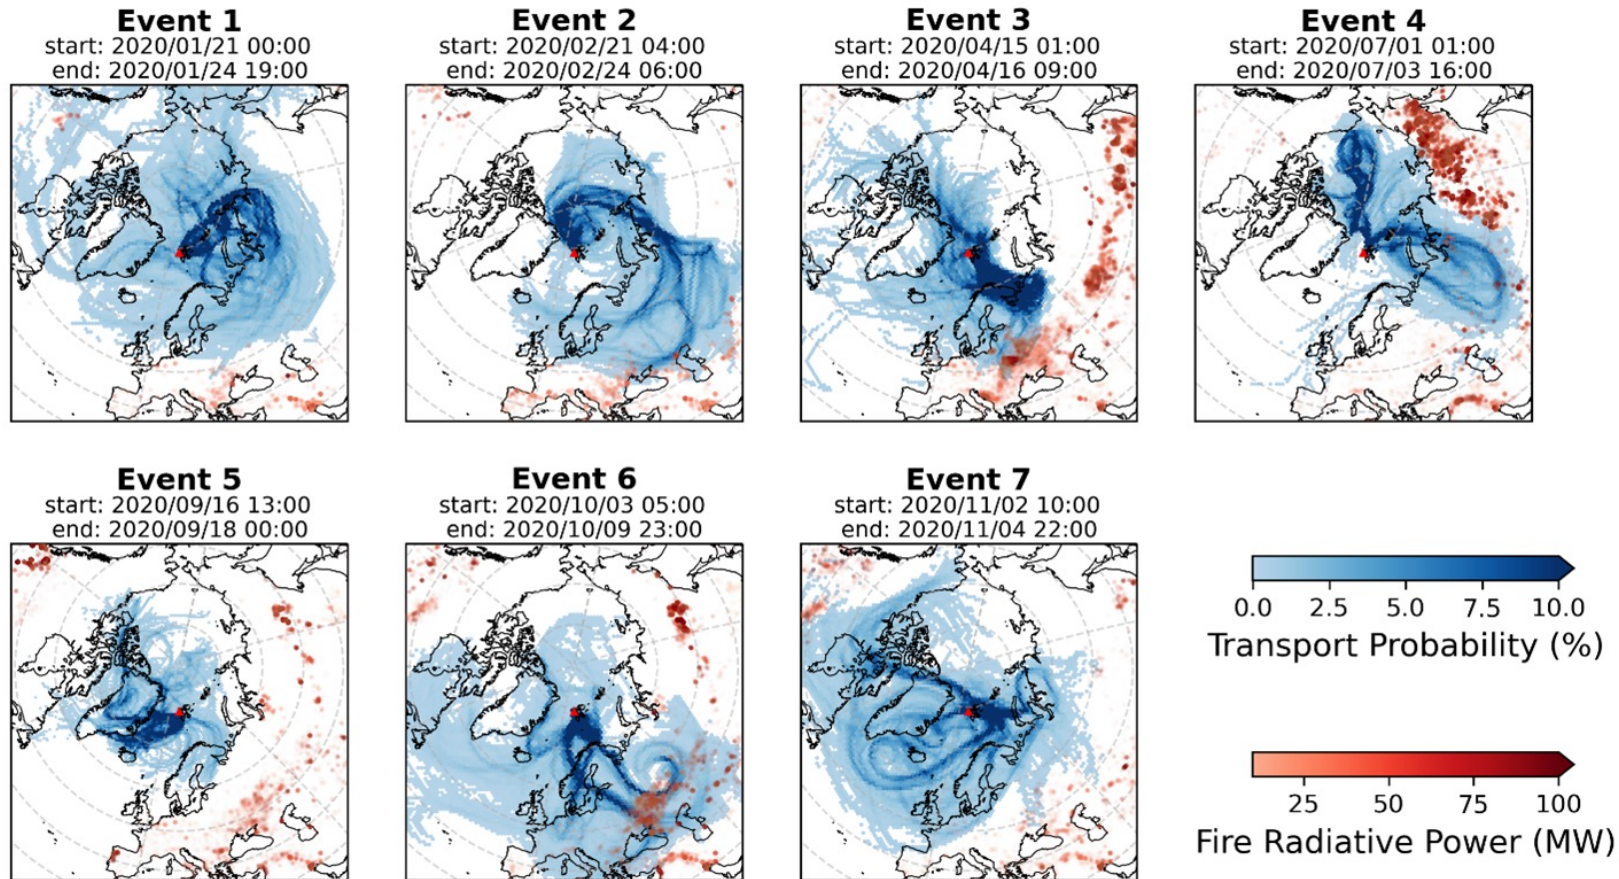 Event 1
start: 2020/01/21 00:00
end: 2020/01/24 19:00
Event 2
start: 2020/02/21 04:00
end: 2020/02/24 06:00
Event 3
start: 2020/04/15 01:00
end: 2020/04/16 09:00
Event 4
start: 2020/07/01 01:00
end: 2020/07/03 16:00
Event 5
start: 2020/09/16 13:00
end: 2020/09/18 00:00
Event 6
start: 2020/10/03 05:00
end: 2020/10/09 23:00
Event 7
start: 2020/11/02 10:00
end: 2020/11/04 22:00
0.0 2.5 5.0 7.5 10.0
Transport Probability (%)
25 50 75 100
Fire Radiative Power (MW)